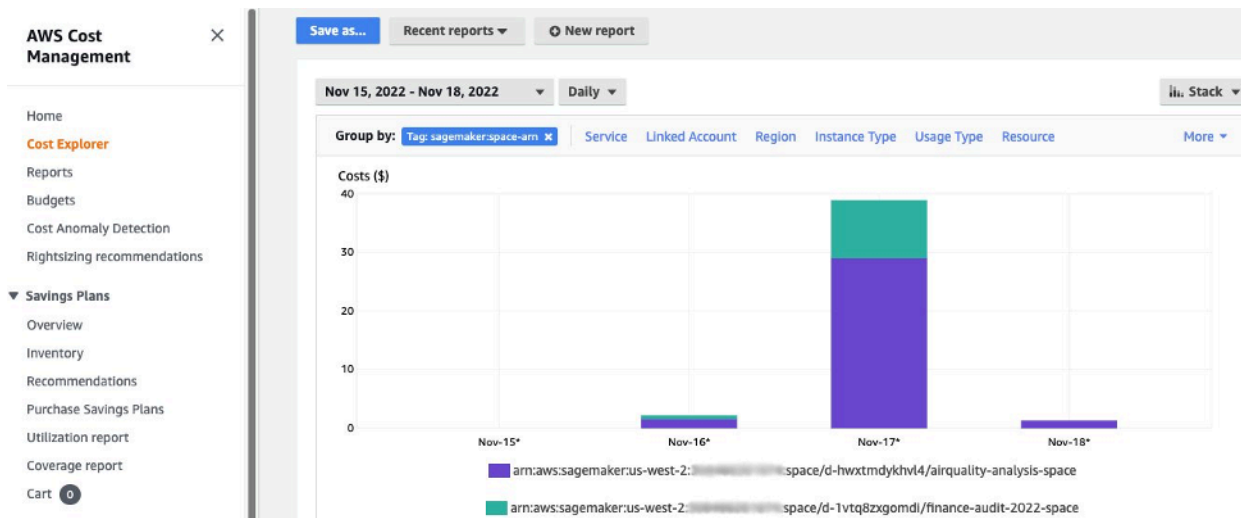 AWS Cost
Management
Home
Cost Explorer
Reports
Budgets
Cost Anomaly Detection
Rightsizing recommendations
Savings Plans
Overview
Inventory
Recommendations
Purchase Savings Plans
Utilization report
Coverage report
Cart 0
Save as... Recent reports New report
Nov 15, 2022 - Nov 18, 2022 Daily Stack
Group by: Tag: sagemaker:space-arn × Service Linked Account Region Instance Type Usage Type Resource More
Costs ($)
40
30
20
10
0
Nov-15* Nov-16* Nov-17* Nov-18*
arn:aws:sagemaker:us-west-2: :space/d-hwxtmdykhvl4/airquality-analysis-space
arn:aws:sagemaker:us-west-2: :space/d-1vtq8zxgomdi/finance-audit-2022-space